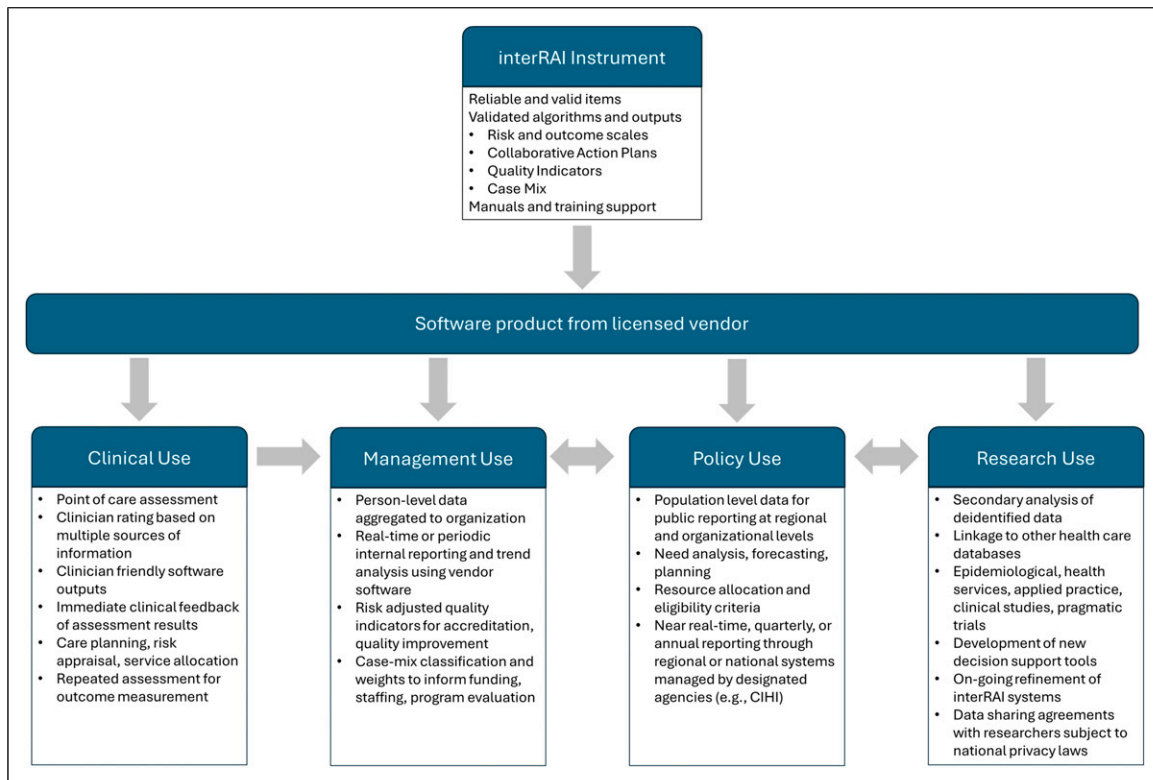 interRAI Instrument
Reliable and valid items
Validated algorithms and outputs
• Risk and outcome scales
• Collaborative Action Plans
• Quality Indicators
• Case Mix
Manuals and training support
Software product from licensed vendor
Clinical Use
• Point of care assessment
• Clinician rating based on
multiple sources of
information
• Clinician friendly software
outputs
• Immediate clinical feedback
of assessment results
• Care planning, risk
appraisal, service allocation
• Repeated assessment for
outcome measurement
Management Use
• Person-level data
aggregated to organization
• Real-time or periodic
internal reporting and trend
analysis using vendor
software
• Risk adjusted quality
indicators for accreditation,
quality improvement
• Case-mix classification and
weights to inform funding,
staffing, program evaluation
Policy Use
• Population level data for
public reporting at regional
and organizational levels
• Need analysis, forecasting,
planning
• Resource allocation and
eligibility criteria
• Near real-time, quarterly, or
annual reporting through
regional or national systems
managed by designated
agencies (e.g., CIHI)
Research Use
• Secondary analysis of
deidentified data
• Linkage to other health care
databases
• Epidemiological, health
services, applied practice,
clinical studies, pragmatic
trials
• Development of new
decision support tools
• On-going refinement of
interRAI systems
• Data sharing agreements
with researchers subject to
national privacy laws